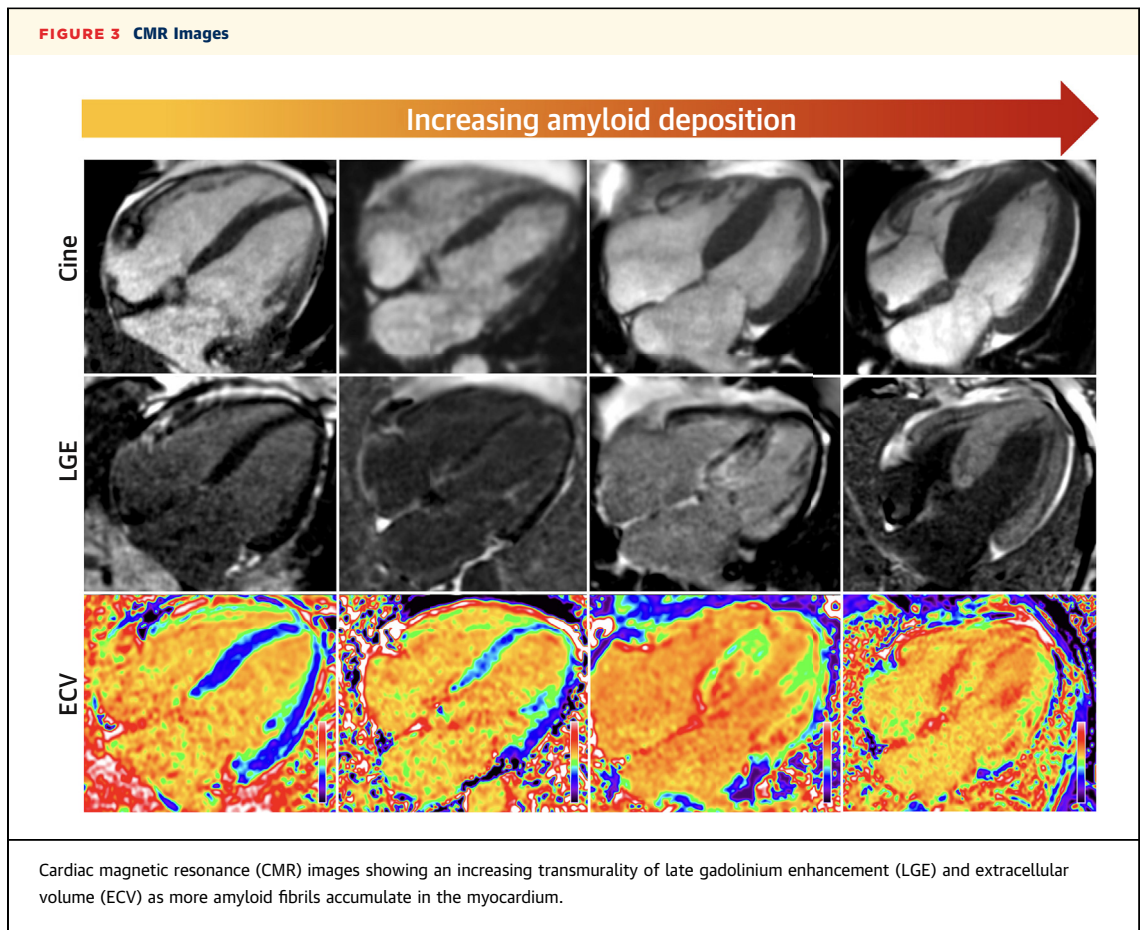 FIGURE 3 CMR Images
Increasing amyloid deposition
Cine
LGE
ECV
Cardiac magnetic resonance (CMR) images showing an increasing transmurality of late gadolinium enhancement (LGE) and extracellular
volume (ECV) as more amyloid fibrils accumulate in the myocardium.